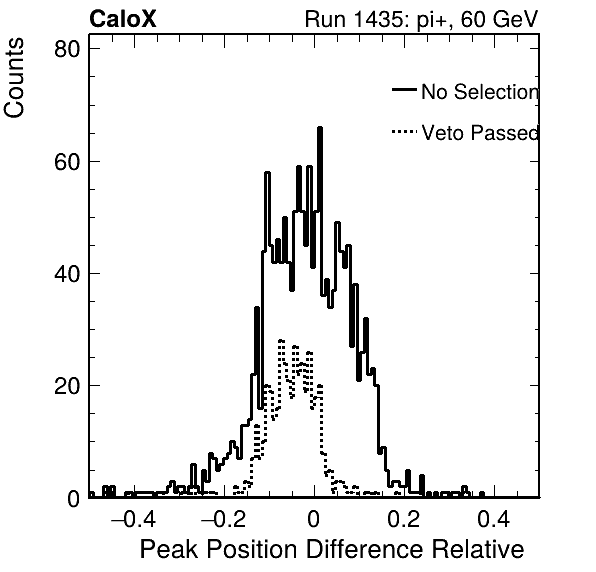 CaloX Run 1435: pi+, 60 GeV
Counts
80
60
40
20
0
No Selection
Veto Passed
−0.4 −0.2 0 0.2 0.4
Peak Position Difference Relative